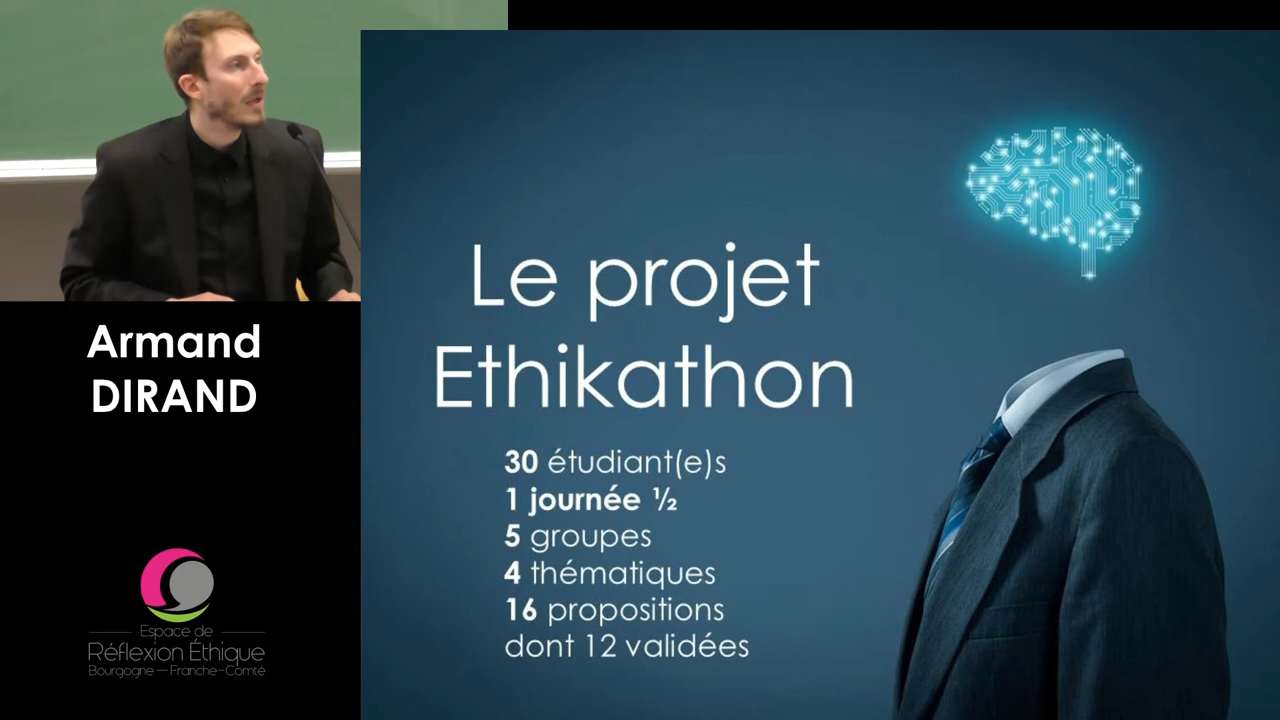 Armand
DIRAND
Espace de
Réflexion Éthique
Bourgogne — Franche-Comté
Le projet
Ethikathon
30 étudiant(e)s
1 journée ½
5 groupes
4 thématiques
16 propositions
dont 12 validées